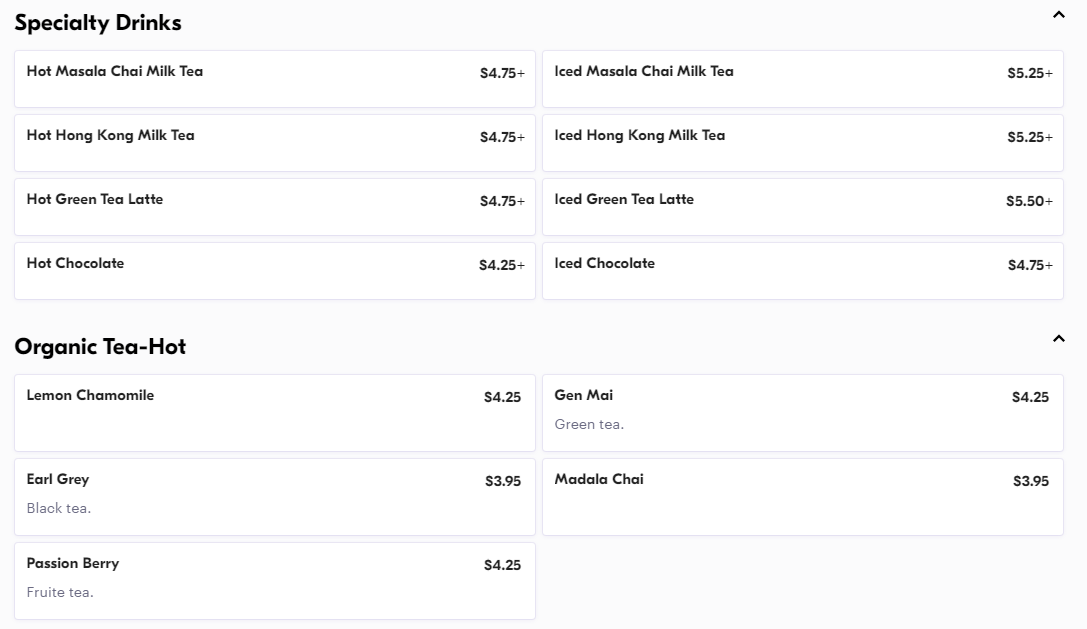 Specialty Drinks
Hot Masala Chai Milk Tea $4.75+
Iced Masala Chai Milk Tea $5.25+
Hot Hong Kong Milk Tea $4.75+
Iced Hong Kong Milk Tea $5.25+
Hot Green Tea Latte $4.75+
Iced Green Tea Latte $5.50+
Hot Chocolate $4.25+
Iced Chocolate $4.75+
Organic Tea-Hot
Lemon Chamomile $4.25
Gen Mai $4.25
Green tea.
Earl Grey $3.95
Black tea.
Madala Chai $3.95
Passion Berry $4.25
Fruite tea.